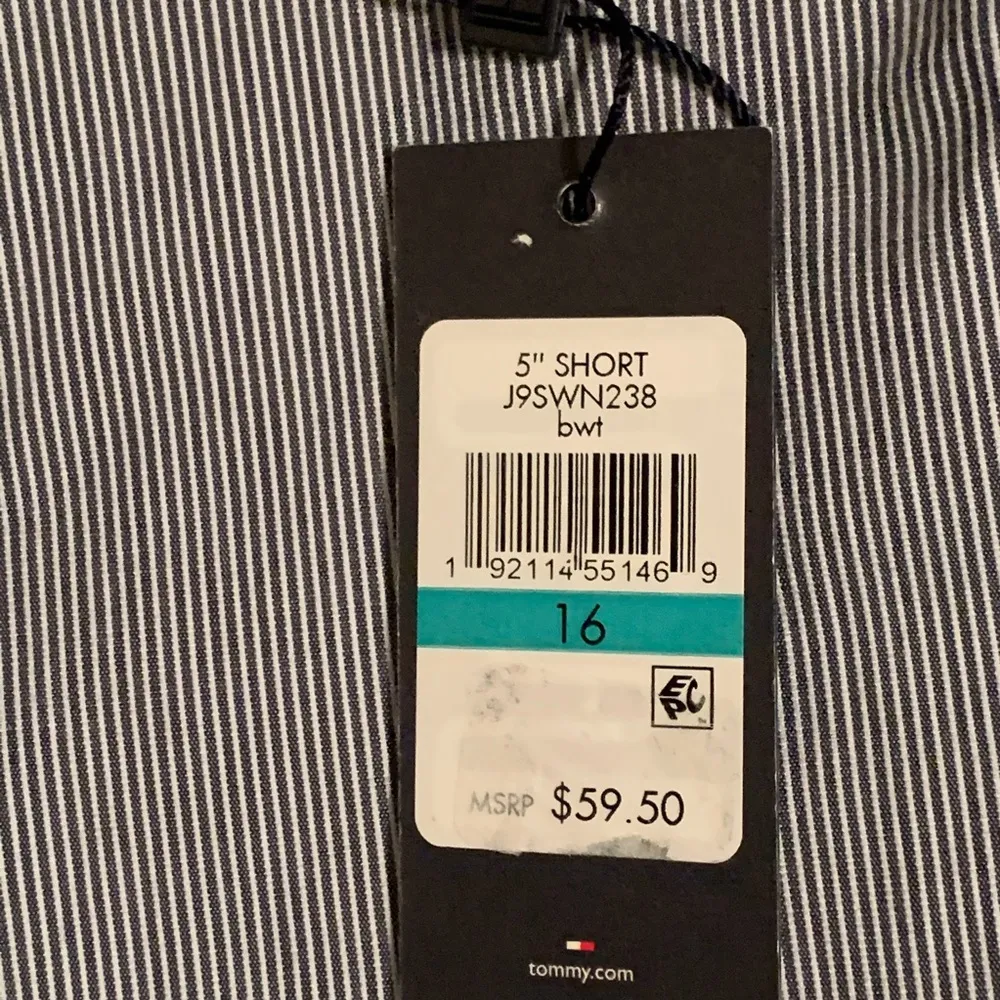 5" SHORT
J9SWN238
bwt
1 92114 55146 9
16
EPC
MSRP $59.50
tommy.com